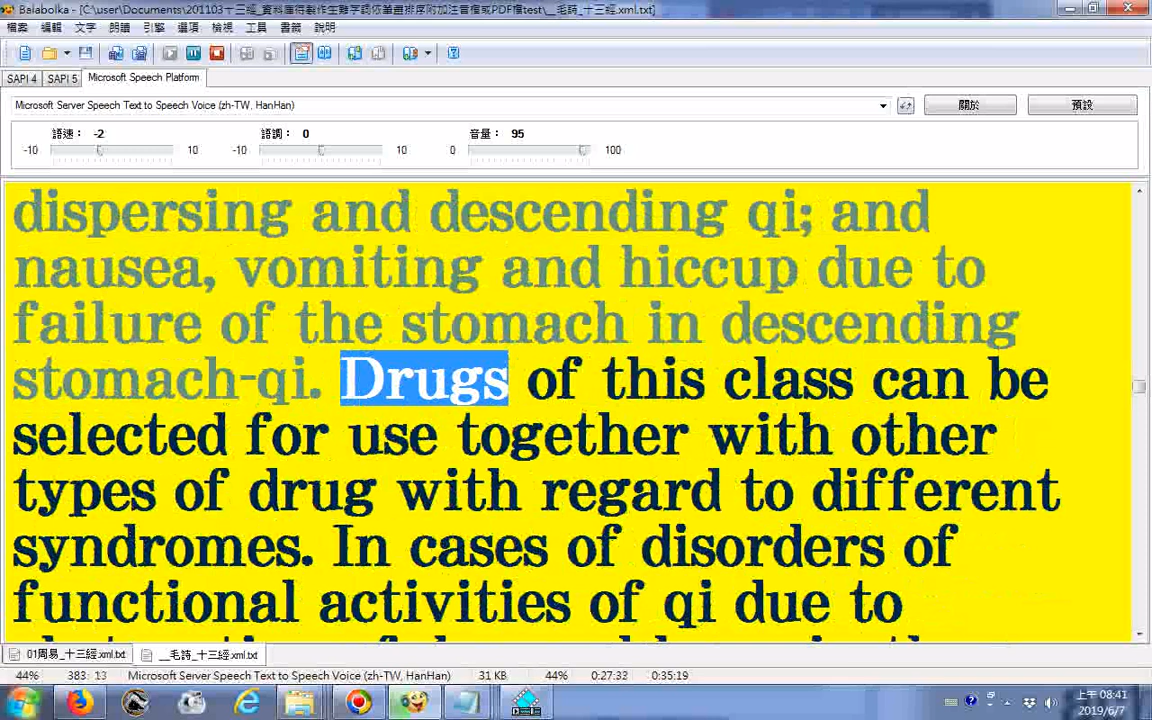 Balabolka - [C:\user\Documents\201103十三經_資料庫得製作生難字詞依筆畫排序附加注音檔或PDF檔test\__毛詩_十三經.xml.txt]
檔案 編輯 文字 朗讀 引擎 選項 檢視 工具 書籤 說明
SAPI 4 SAPI 5 Microsoft Speech Platform
Microsoft Server Speech Text to Speech Voice (zh-TW, HanHan) 關於 預設
語速： -2 語調： 0 音量： 95
-10 10 -10 10 0 100
dispersing and descending qi; and
nausea, vomiting and hiccup due to
failure of the stomach in descending
stomach-qi. Drugs of this class can be
selected for use together with other
types of drug with regard to different
syndromes. In cases of disorders of
functional activities of qi due to
01周易_十三經.xml.txt __毛詩_十三經.xml.txt
44% 383: 13 Microsoft Server Speech Text to Speech Voice (zh-TW, HanHan) 31 KB 44% 0:27:33 0:35:19
上午 08:41
2019/6/7